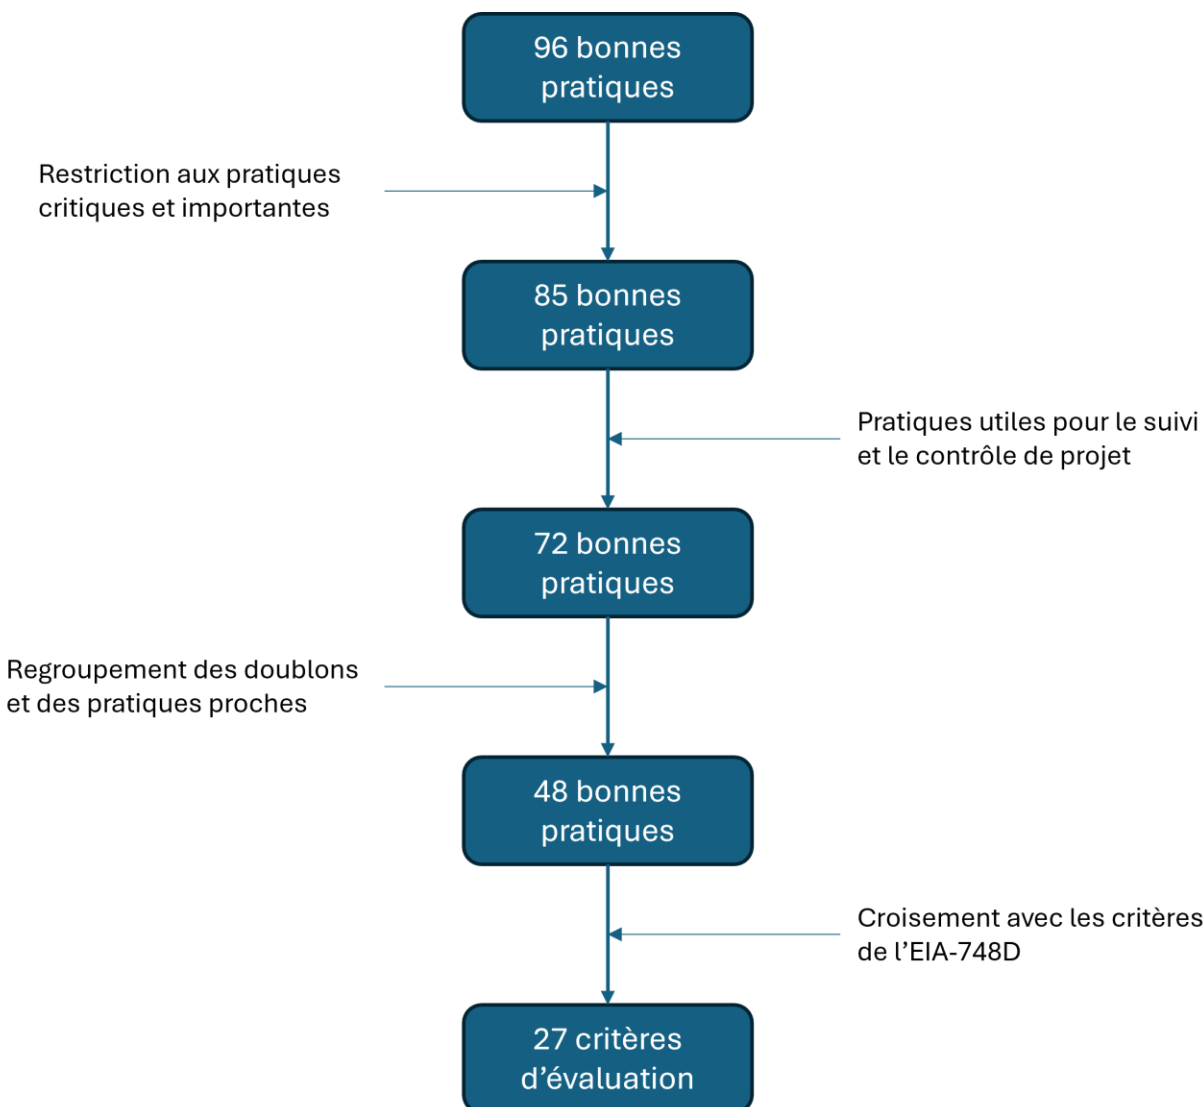 96 bonnes
pratiques
Restriction aux pratiques
critiques et importantes
85 bonnes
pratiques
Pratiques utiles pour le suivi
et le contrôle de projet
72 bonnes
pratiques
Regroupement des doublons
et des pratiques proches
48 bonnes
pratiques
Croisement avec les critères
de l’EIA-748D
27 critères
d’évaluation